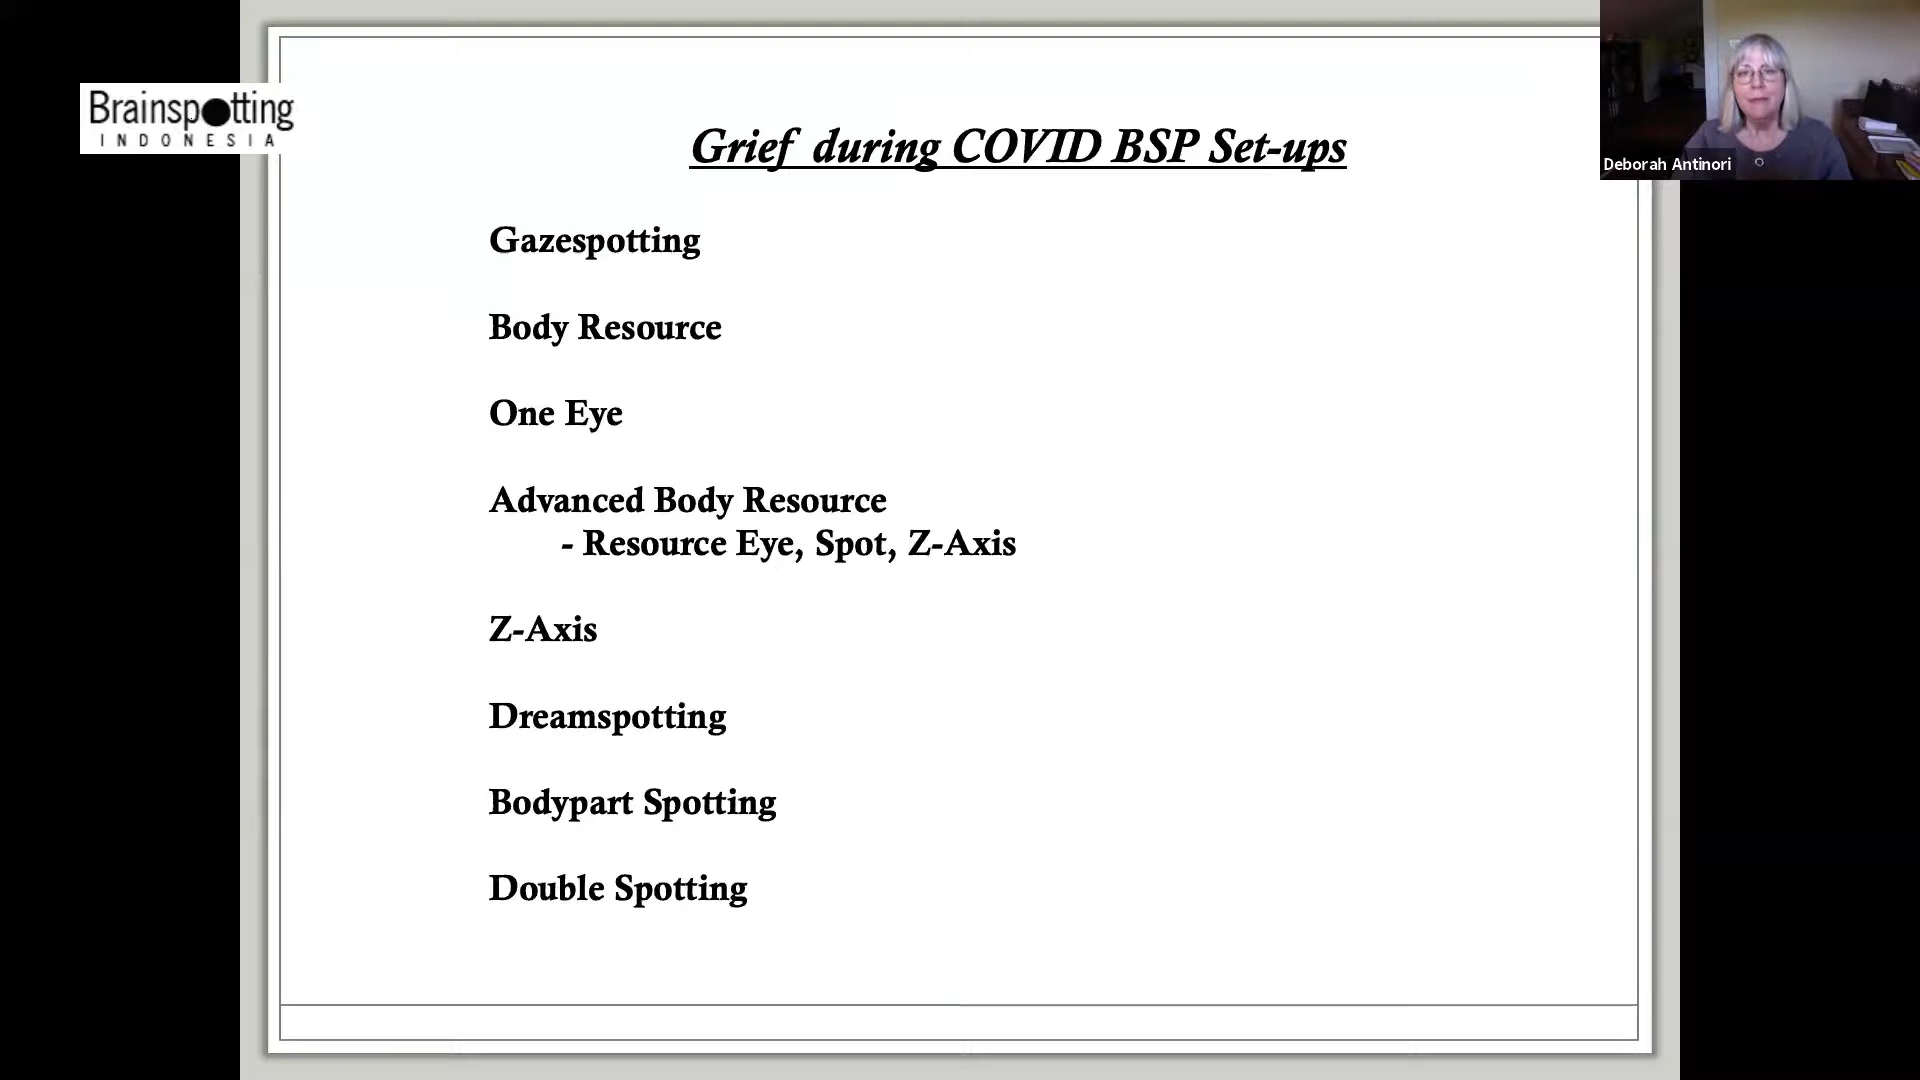 Brainspotting
INDONESIA
Grief during COVID BSP Set-ups
Deborah Antinori
Gazespotting
Body Resource
One Eye
Advanced Body Resource
- Resource Eye, Spot, Z-Axis
Z-Axis
Dreamspotting
Bodypart Spotting
Double Spotting